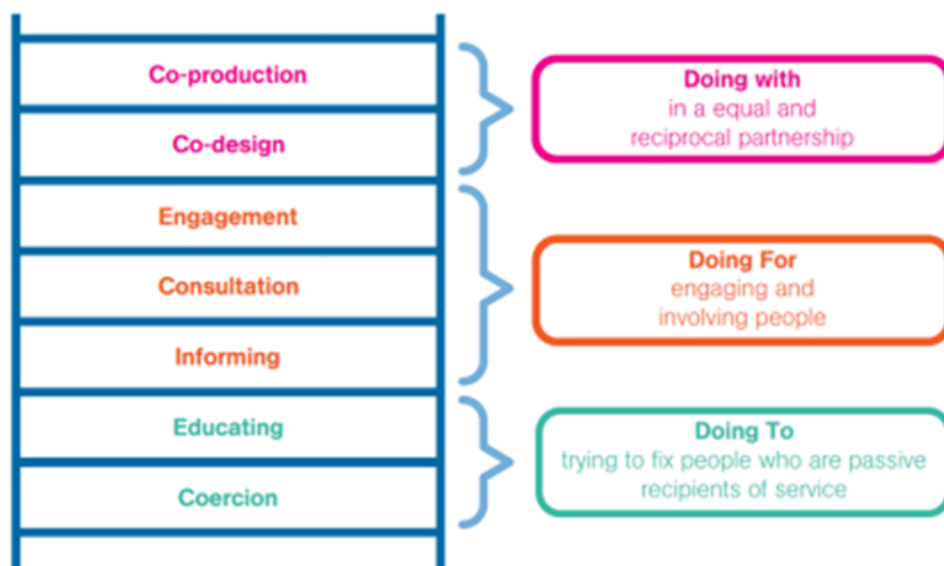 Co-production
Co-design
Engagement
Consultation
Informing
Educating
Coercion
Doing with
in a equal and
reciprocal partnership
Doing For
engaging and
involving people
Doing To
trying to fix people who are passive
recipients of service